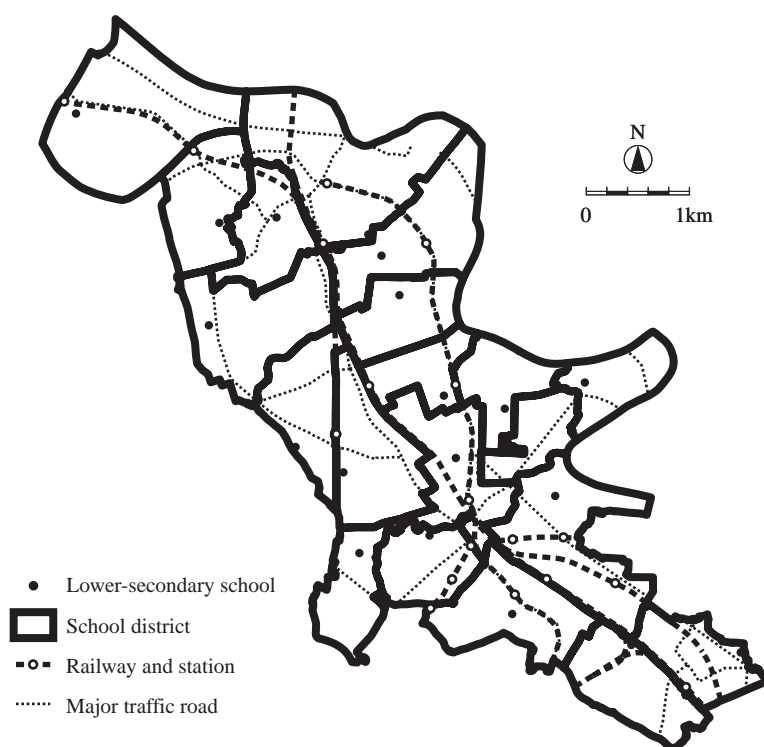 N
0 1km
Lower-secondary school
School district
Railway and station
Major traffic road